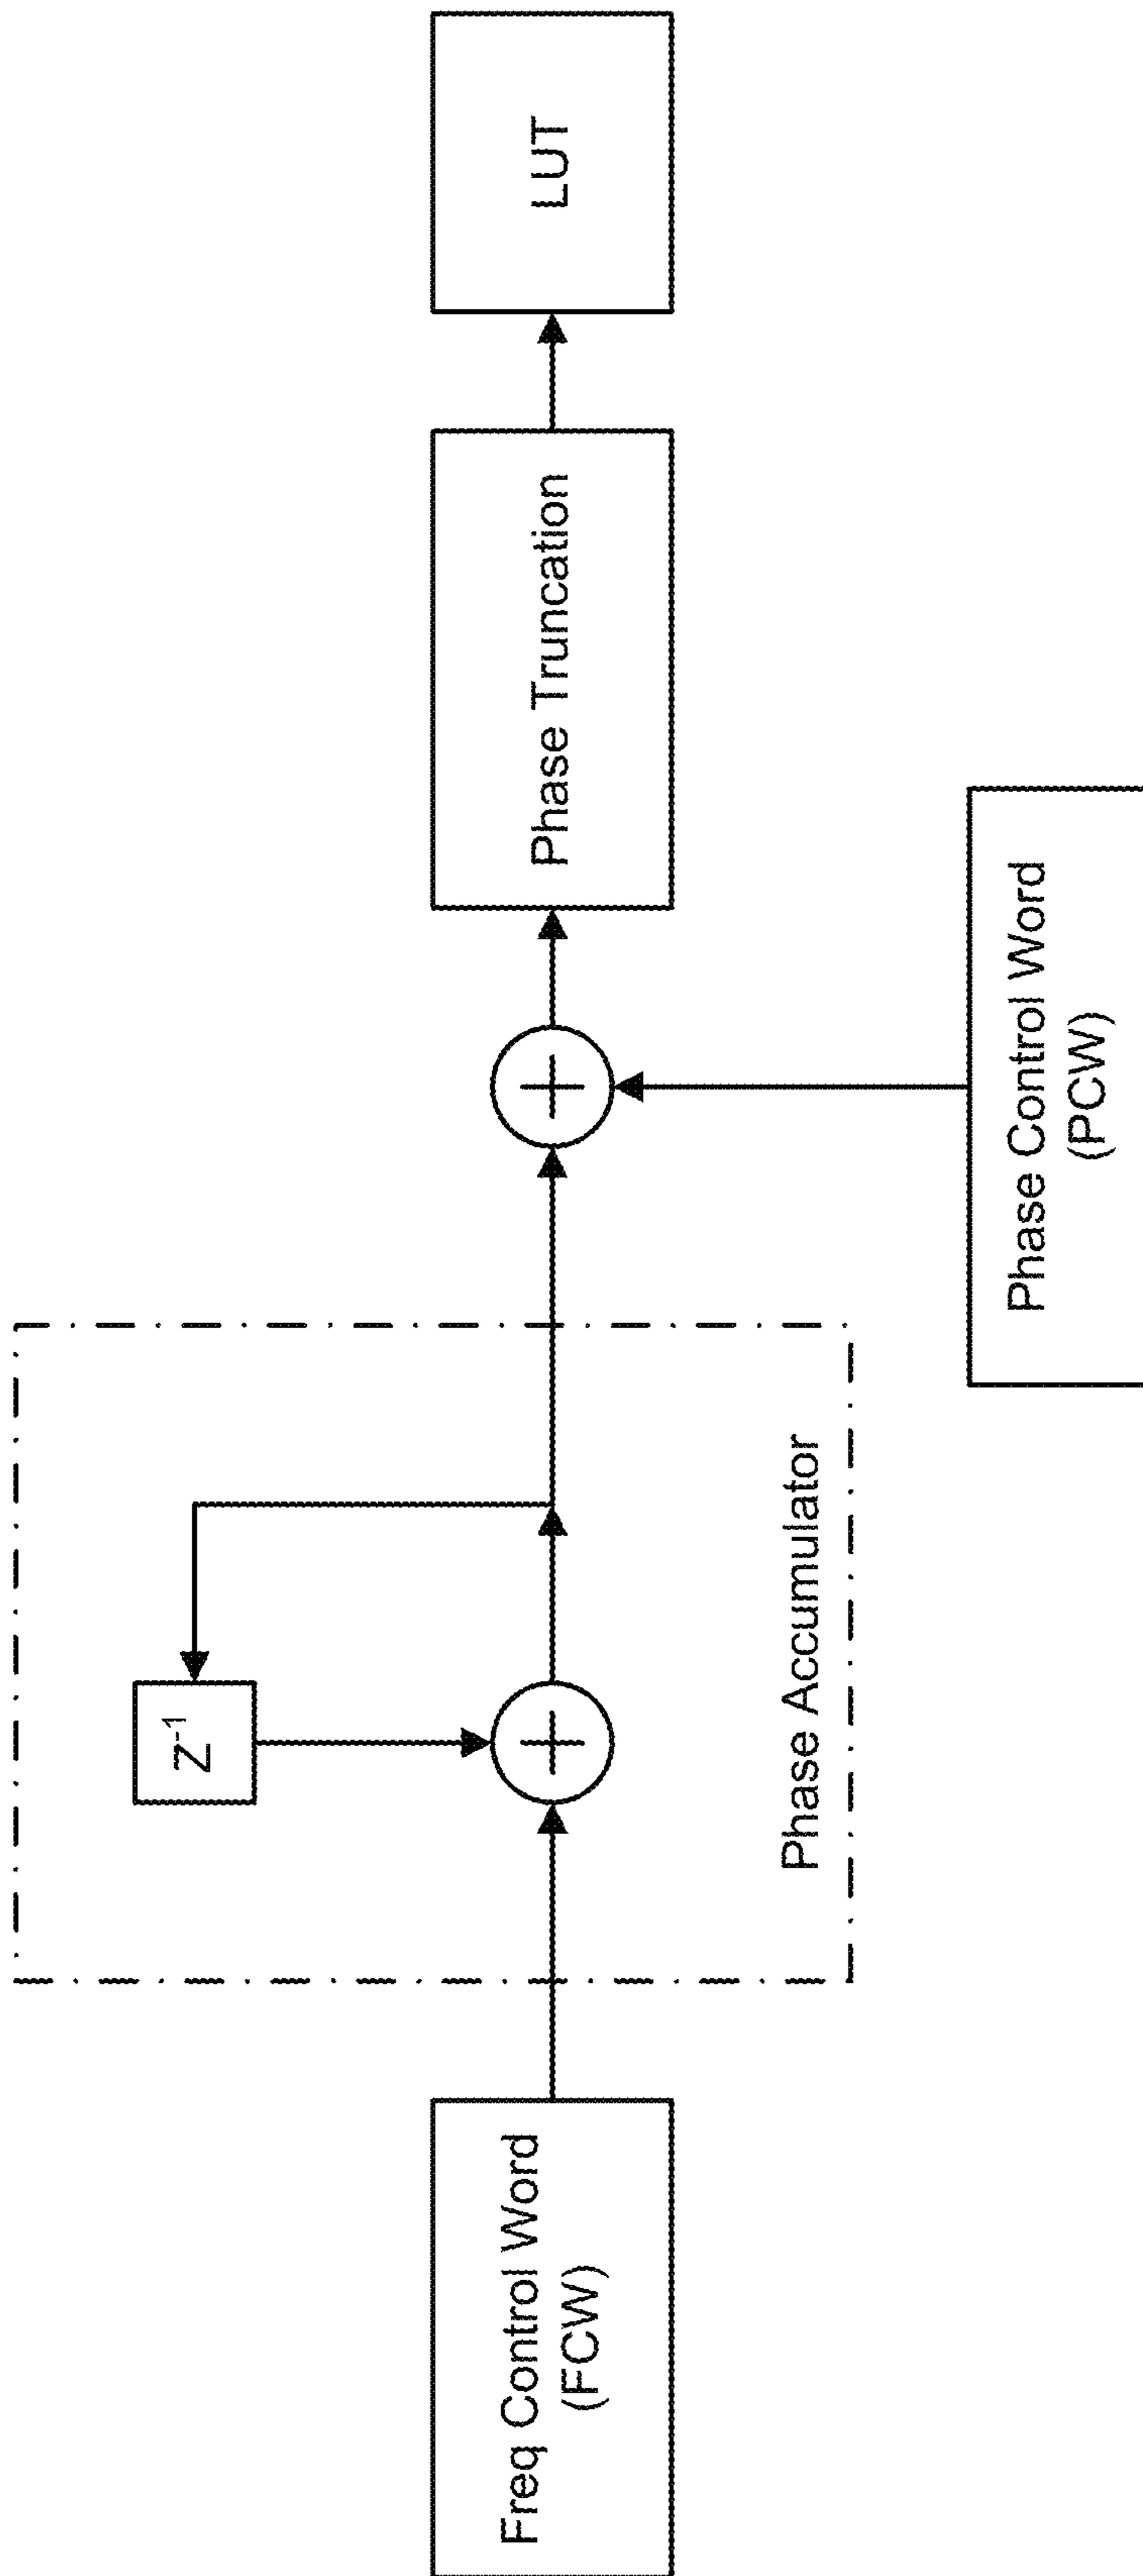 Freq Control Word
(FCW)
Z-1
Phase Accumulator
Phase Control Word
(PCW)
Phase Truncation
LUT